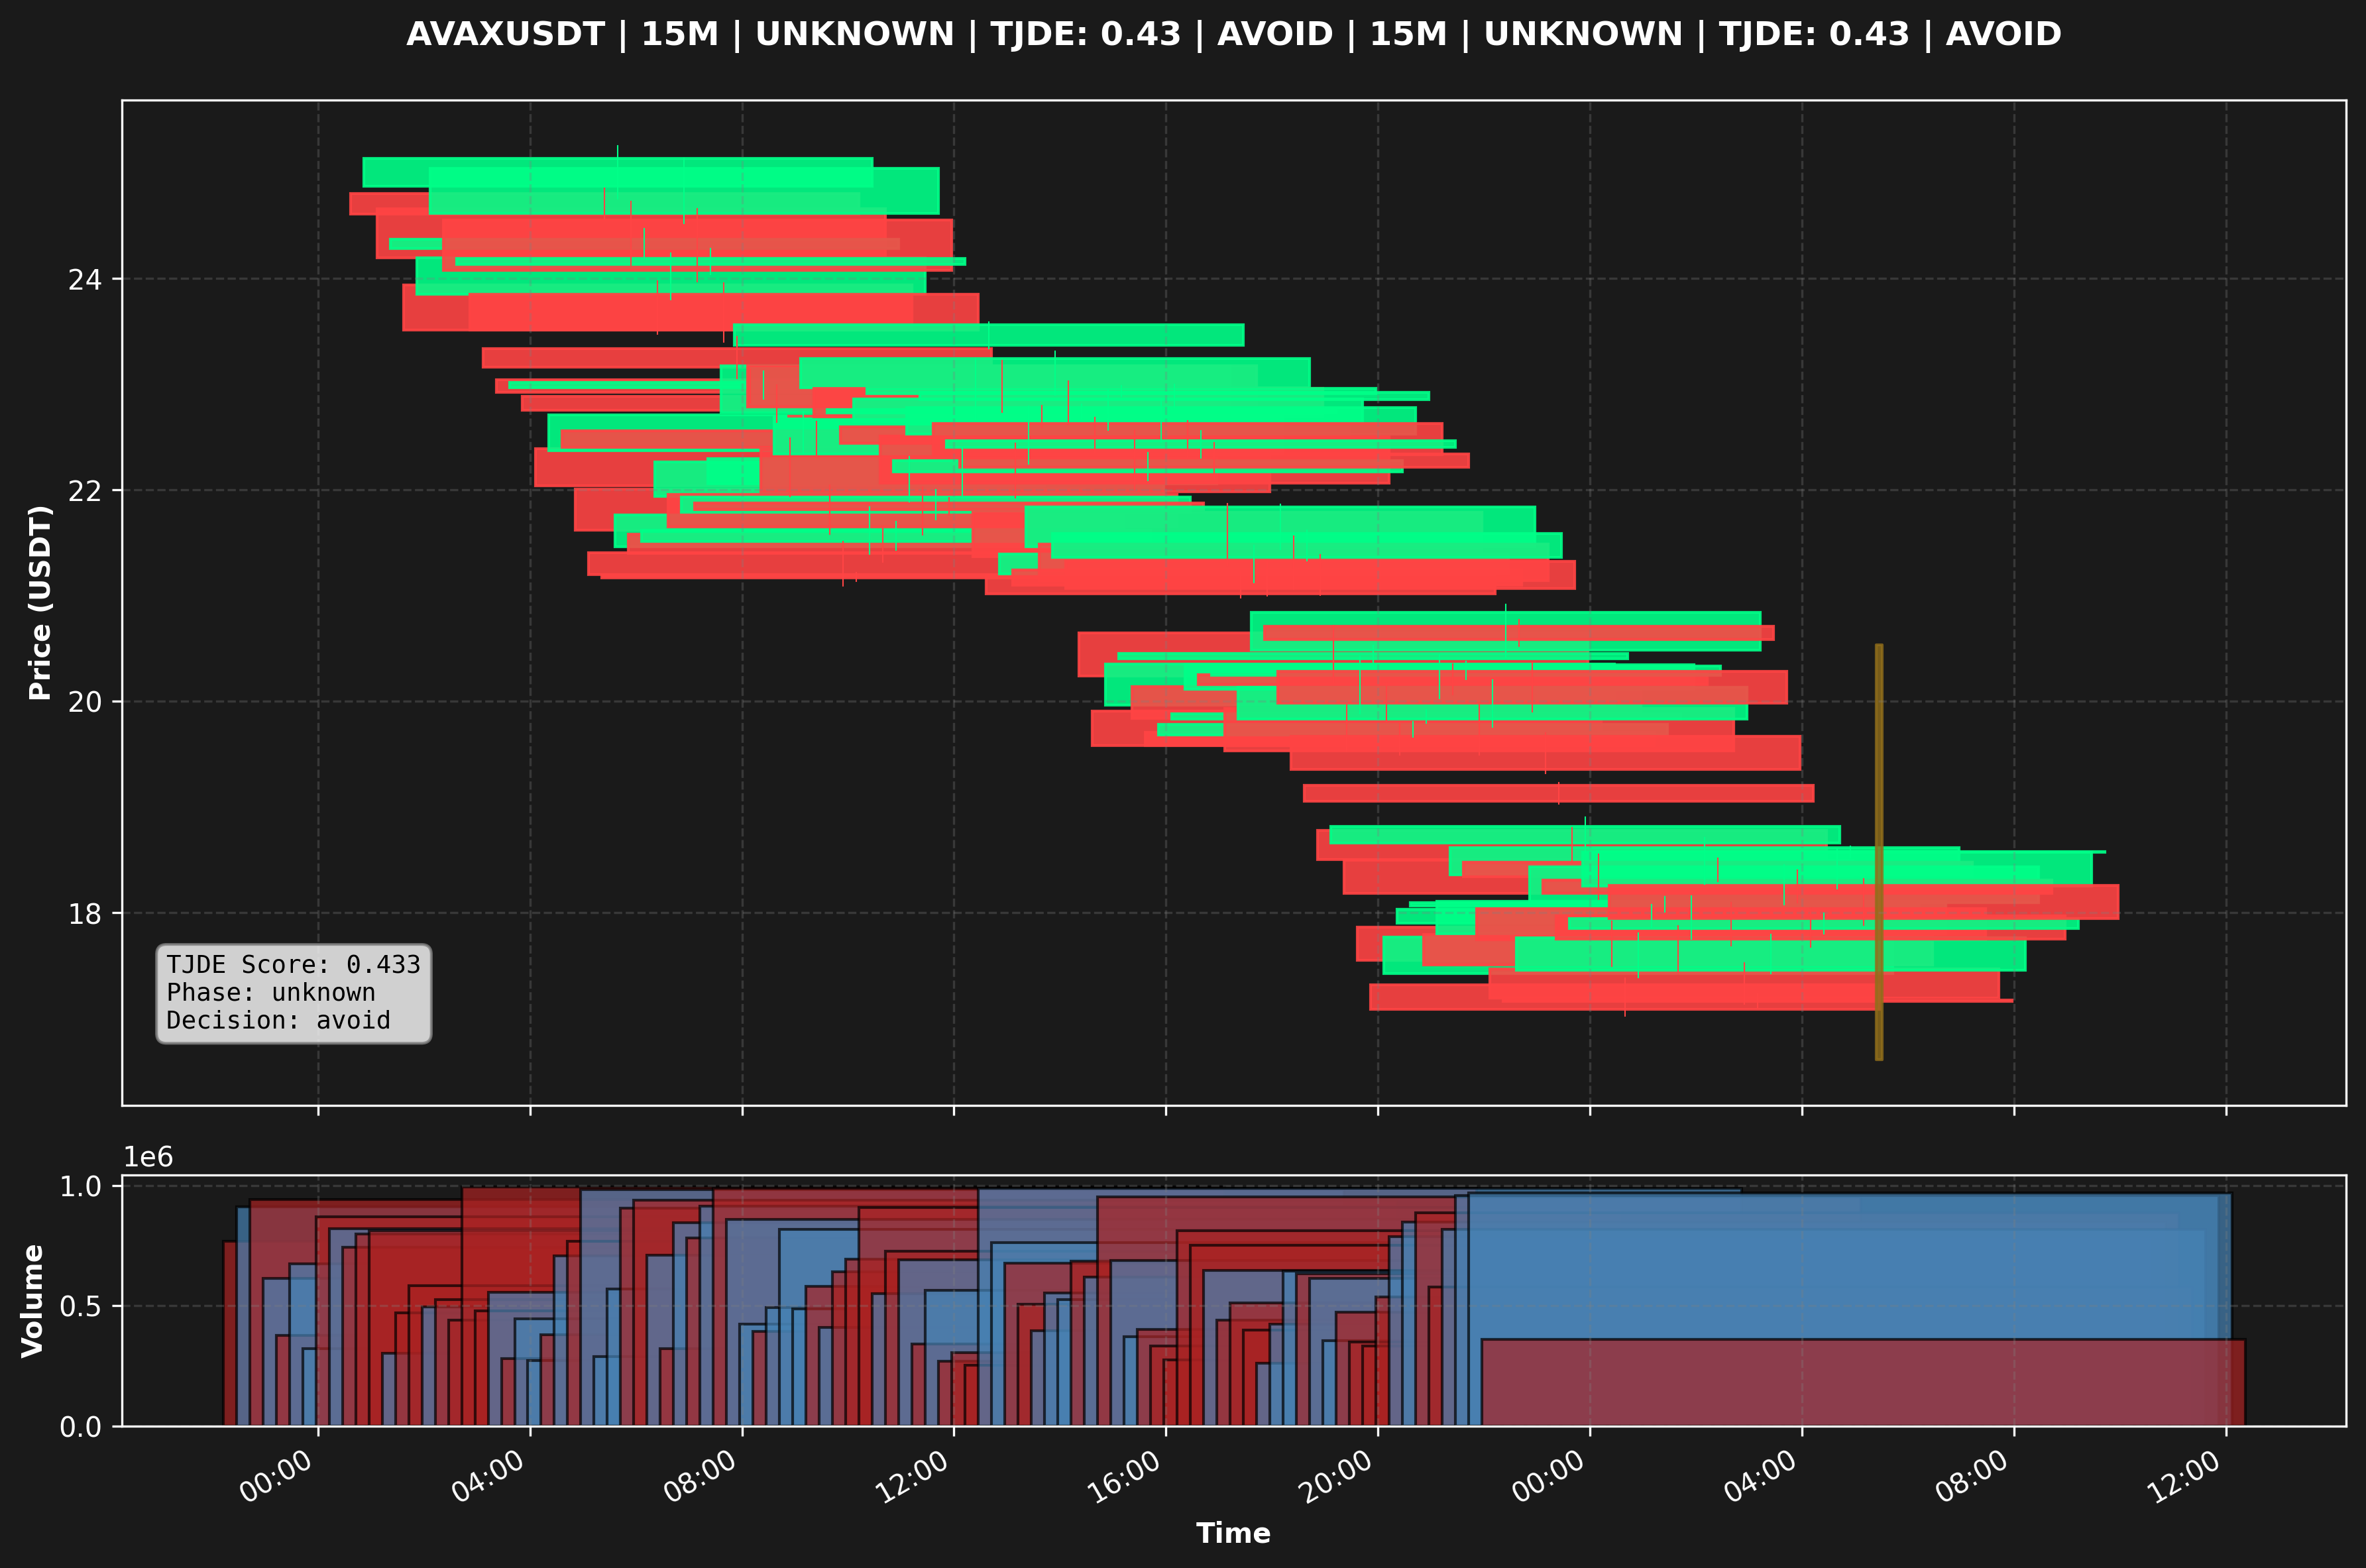 AVAXUSDT | 15M | UNKNOWN | TJDE: 0.43 | AVOID | 15M | UNKNOWN | TJDE: 0.43 | AVOID
Price (USDT)
24
22
20
18
TJDE Score: 0.433
Phase: unknown
Decision: avoid
1e6
Volume
1.0
0.5
0.0
00:00
04:00
08:00
12:00
16:00
20:00
00:00
04:00
08:00
12:00
Time